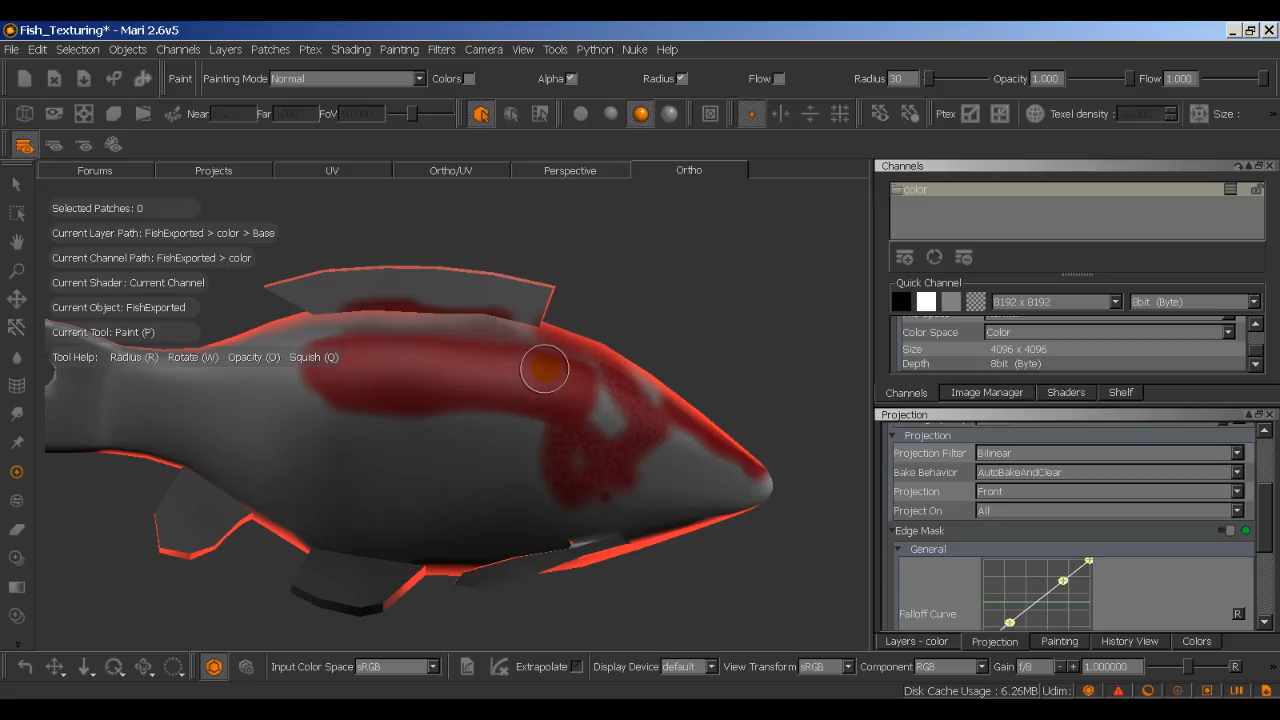 Fish_Texturing* - Mari 2.6v5
File Edit Selection Objects Channels Layers Patches Ptex Shading Painting Filters Camera View Tools Python Nuke Help
Paint Painting Mode Normal Colors Alpha Radius Flow Radius 30 Opacity 1.000 Flow 1.000
Near Far FoV Ptex Texel density: Size :
Forums Projects UV Ortho/UV Perspective Ortho
Channels
color
Selected Patches: 0
Current Layer Path: FishExported > color > Base
Current Channel Path: FishExported > color
Current Shader: Current Channel
Current Object: FishExported
Current Tool: Paint (P)
Tool Help: Radius (R) Rotate (W) Opacity (O) Squish (Q)
Quick Channel
8192 x 8192 8bit (Byte)
Color Space Color
Size 4096 x 4096
Depth 8bit (Byte)
Channels Image Manager Shaders Shelf
Projection
Projection
Projection Filter Bilinear
Bake Behavior AutoBakeAndClear
Projection Front
Project On All
Edge Mask
General
Falloff Curve R
Layers - color Projection Painting History View Colors
Input Color Space sRGB Extrapolate Display Device default View Transform sRGB Component RGB Gain f/8 - + 1.000000 R
Disk Cache Usage : 6.26MB Udim: